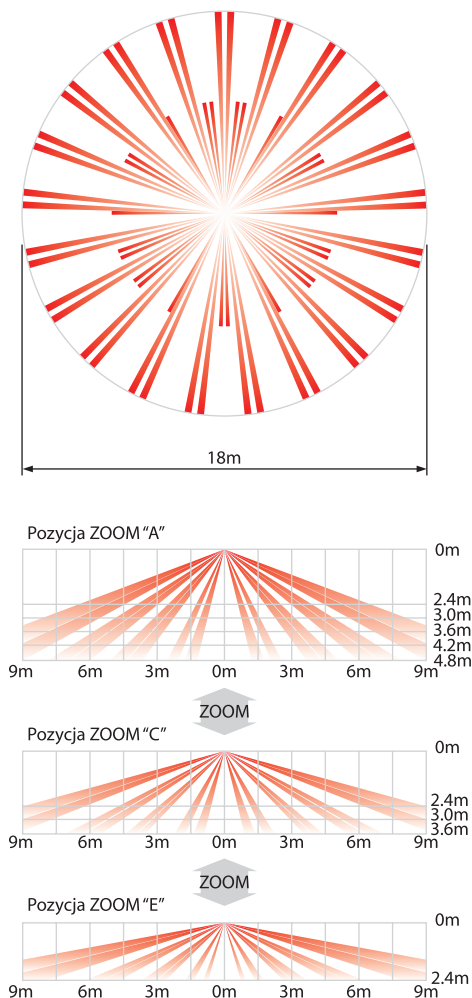 18m
Pozycja ZOOM “A”
0m
2.4m
3.0m
3.6m
4.2m
4.8m
9m 6m 3m 0m 3m 6m 9m
ZOOM
Pozycja ZOOM “C”
0m
2.4m
3.0m
3.6m
9m 6m 3m 0m 3m 6m 9m
ZOOM
Pozycja ZOOM “E”
0m
2.4m
9m 6m 3m 0m 3m 6m 9m